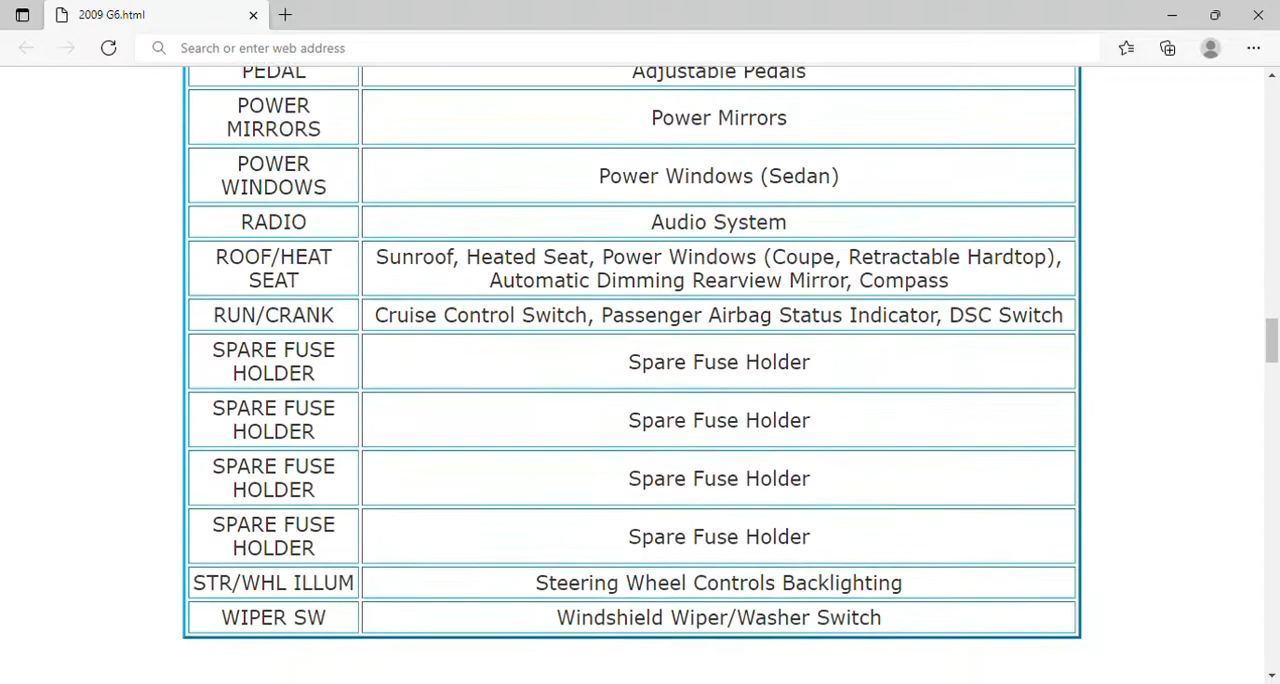 2009 G6.html
Search or enter web address
PEDAL Adjustable Pedals
POWER
MIRRORS
Power Mirrors
POWER
WINDOWS
Power Windows (Sedan)
RADIO Audio System
ROOF/HEAT
SEAT
Sunroof, Heated Seat, Power Windows (Coupe, Retractable Hardtop),
Automatic Dimming Rearview Mirror, Compass
RUN/CRANK Cruise Control Switch, Passenger Airbag Status Indicator, DSC Switch
SPARE FUSE
HOLDER
Spare Fuse Holder
SPARE FUSE
HOLDER
Spare Fuse Holder
SPARE FUSE
HOLDER
Spare Fuse Holder
SPARE FUSE
HOLDER
Spare Fuse Holder
STR/WHL ILLUM Steering Wheel Controls Backlighting
WIPER SW Windshield Wiper/Washer Switch